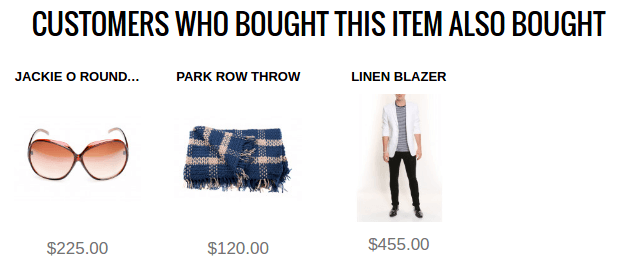 CUSTOMERS WHO BOUGHT THIS ITEM ALSO BOUGHT
JACKIE O ROUND...
PARK ROW THROW
LINEN BLAZER
$225.00
$120.00
$455.00